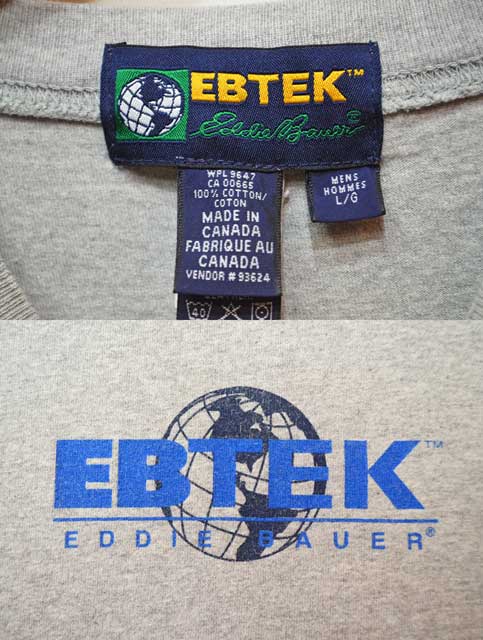 EBTEK™
Eddie Bauer®
WPL 9647
CA 00665
100% COTTON/
COTON
MADE IN
CANADA
FABRIQUE AU
CANADA
VENDOR # 93624
MENS
HOMMES
L/G
40
EBTEK™
EDDIE BAUER®